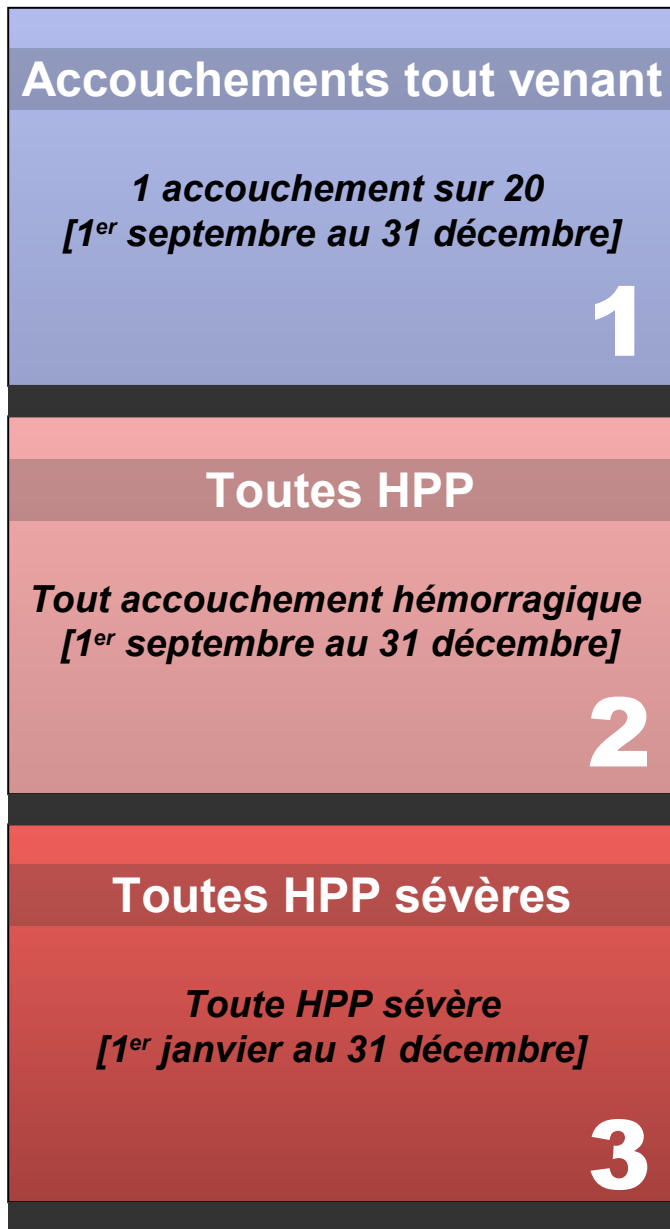 Accouchements tout venant
1 accouchement sur 20
[1er septembre au 31 décembre]
1
Toutes HPP
Tout accouchement hémorragique
[1er septembre au 31 décembre]
2
Toutes HPP sévères
Toute HPP sévère
[1er janvier au 31 décembre]
3